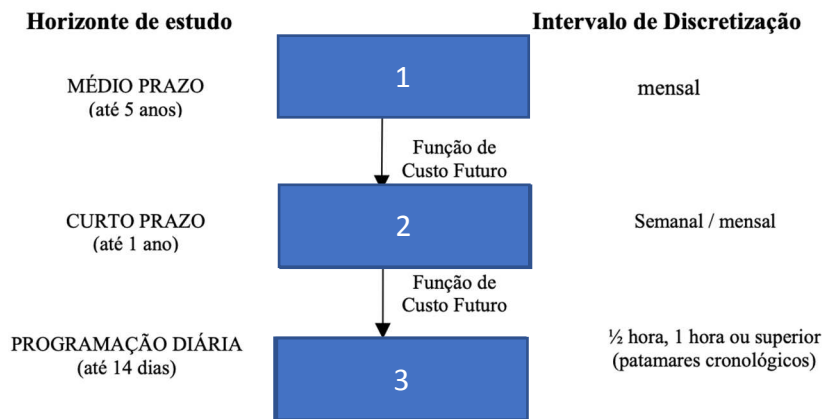 Horizonte de estudo
Intervalo de Discretização
MÉDIO PRAZO
(até 5 anos)
1
mensal
Função de
Custo Futuro
CURTO PRAZO
(até 1 ano)
2
Semanal / mensal
Função de
Custo Futuro
PROGRAMAÇÃO DIÁRIA
(até 14 dias)
3
½ hora, 1 hora ou superior
(patamares cronológicos)